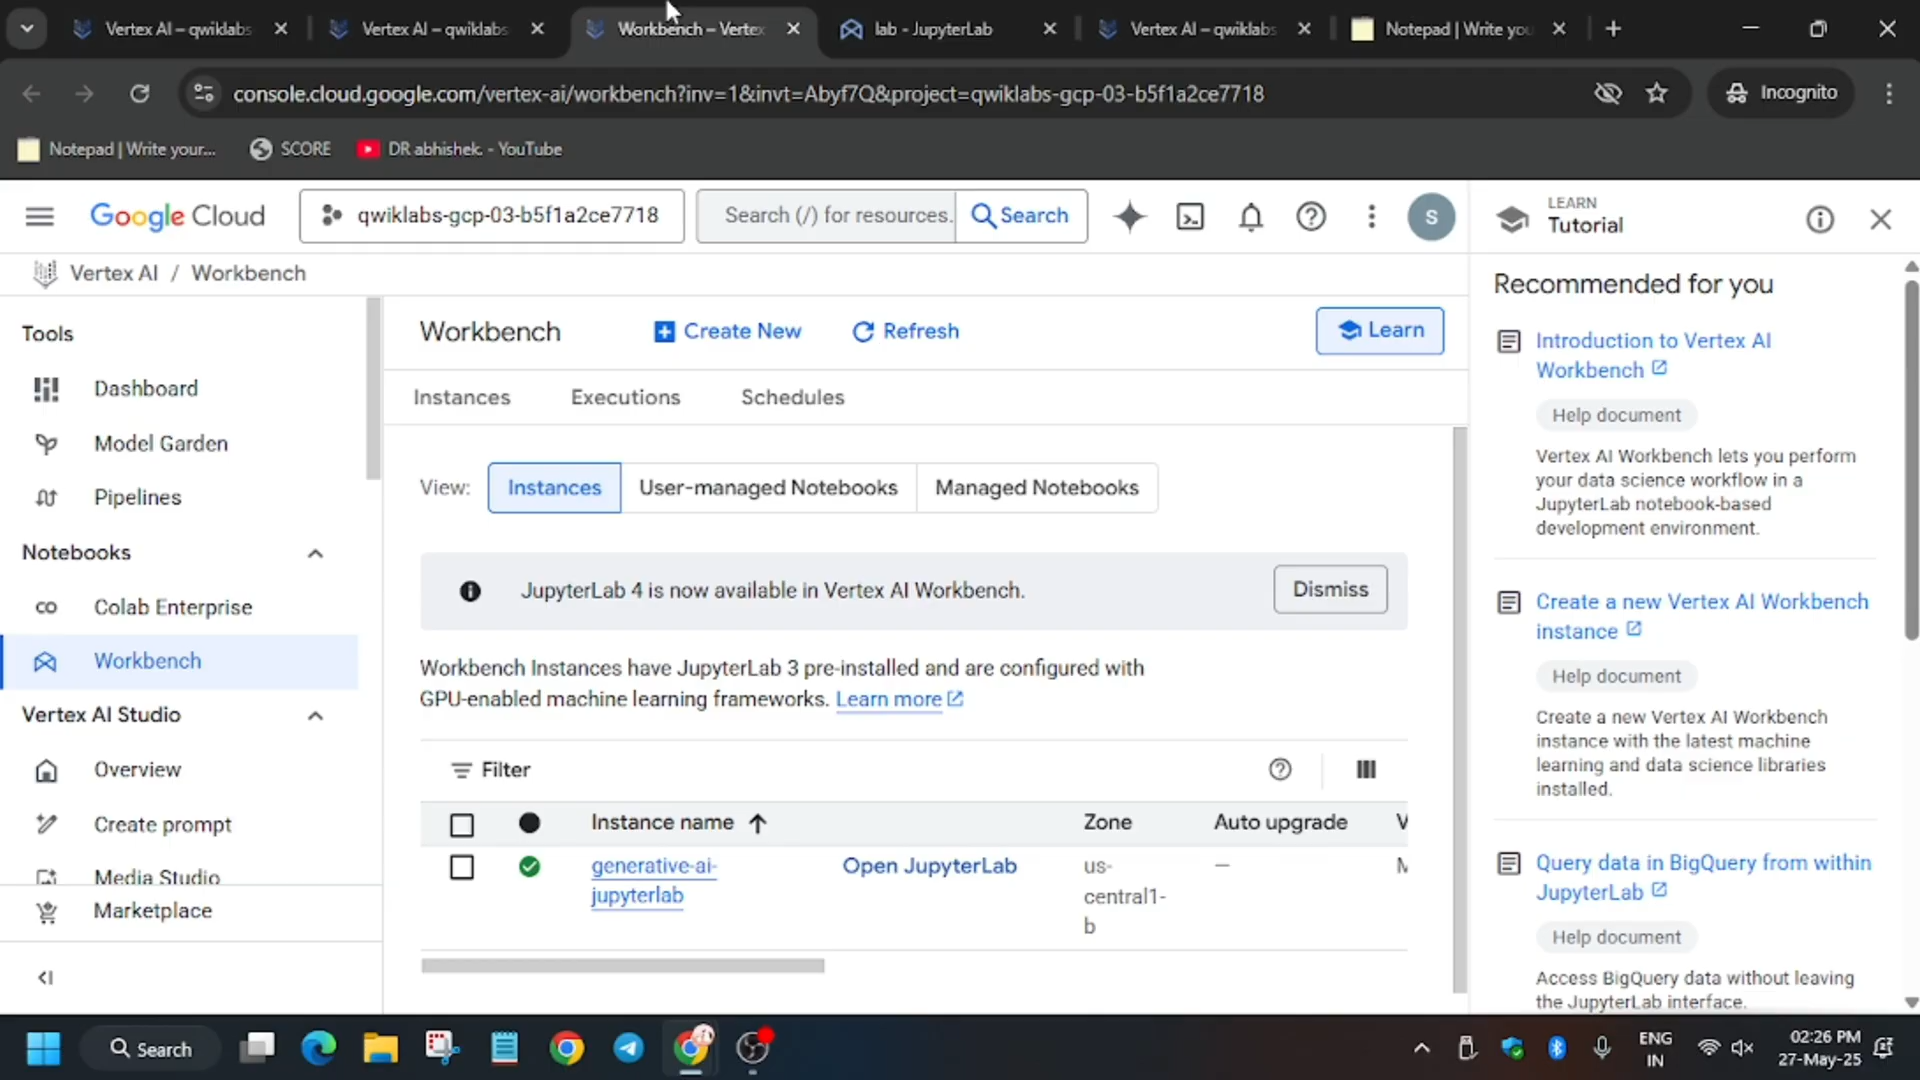 Vertex AI – qwiklabs
Vertex AI – qwiklabs
Workbench – Vertex
lab - JupyterLab
Vertex AI – qwiklabs
Notepad | Write you
console.cloud.google.com/vertex-ai/workbench?inv=1&invt=Abyf7Q&project=qwiklabs-gcp-03-b5f1a2ce7718
Incognito
Notepad | Write your...
SCORE
DR abhishek. - YouTube
Google Cloud
qwiklabs-gcp-03-b5f1a2ce7718
Search (/) for resources.
Search
S
LEARN
Tutorial
Vertex AI / Workbench
Tools
Dashboard
Model Garden
Pipelines
Notebooks
Colab Enterprise
Workbench
Vertex AI Studio
Overview
Create prompt
Media Studio
Marketplace
Workbench
Create New
Refresh
Learn
Instances
Executions
Schedules
View:
Instances
User-managed Notebooks
Managed Notebooks
JupyterLab 4 is now available in Vertex AI Workbench.
Dismiss
Workbench Instances have JupyterLab 3 pre-installed and are configured with
GPU-enabled machine learning frameworks. Learn more
Filter
Instance name
Zone
Auto upgrade
generative-ai-
jupyterlab
Open JupyterLab
us-
central1-
b
—
Recommended for you
Introduction to Vertex AI
Workbench
Help document
Vertex AI Workbench lets you perform
your data science workflow in a
JupyterLab notebook-based
development environment.
Create a new Vertex AI Workbench
instance
Help document
Create a new Vertex AI Workbench
instance with the latest machine
learning and data science libraries
installed.
Query data in BigQuery from within
JupyterLab
Help document
Access BigQuery data without leaving
the JupyterLab interface.
Search
ENG
IN
02:26 PM
27-May-25